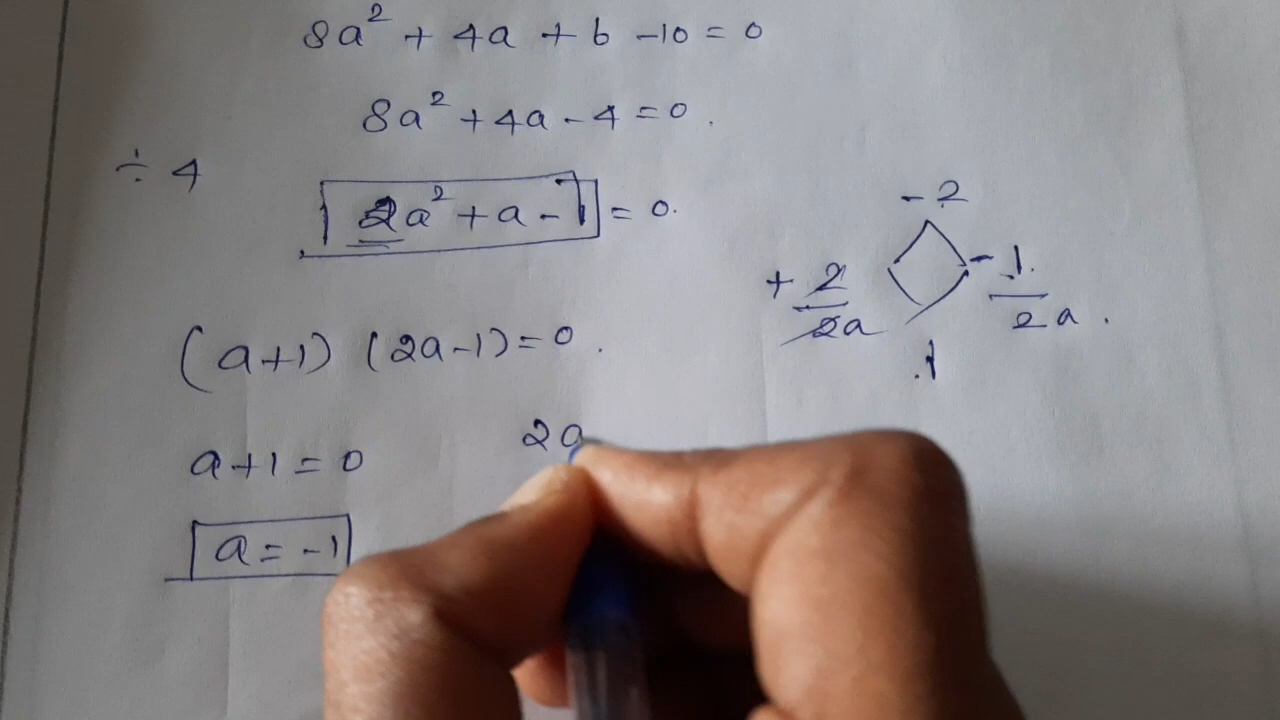 8a² + 4a + 6 - 10 = 0
8a² + 4a - 4 = 0.
÷ 4
2a² + a - 1 = 0.
- 2
+ 2/2a
- 1/2a.
.1
(a+1) (2a-1) = 0.
a+1 = 0
2a
a = -1